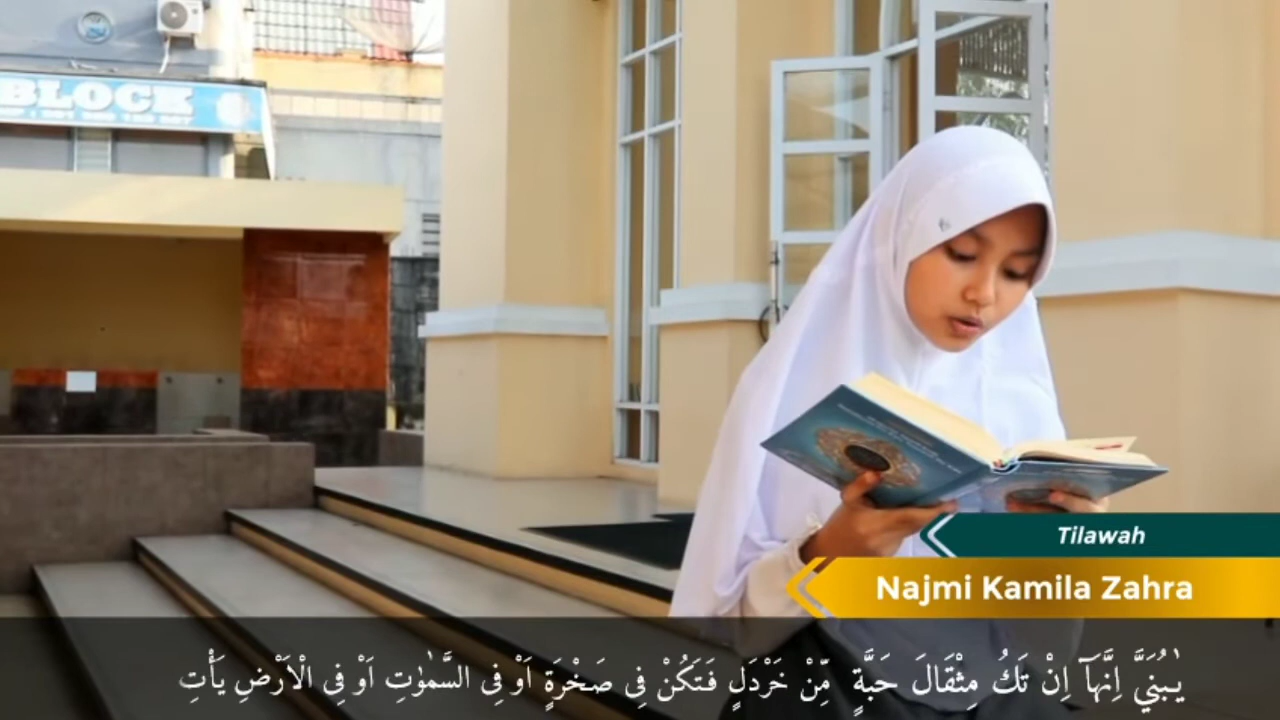 BLOCK
Tilawah
Najmi Kamila Zahra
يٰبُنَيَّ اِنَّهَآ اِنْ تَكُ مِثْقَالَ حَبَّةٍ مِّنْ خَرْدَلٍ فَتَكُنْ فِى صَخْرَةٍ اَوْ فِى السَّمٰوٰتِ اَوْ فِى الْاَرْضِ يَأْتِ